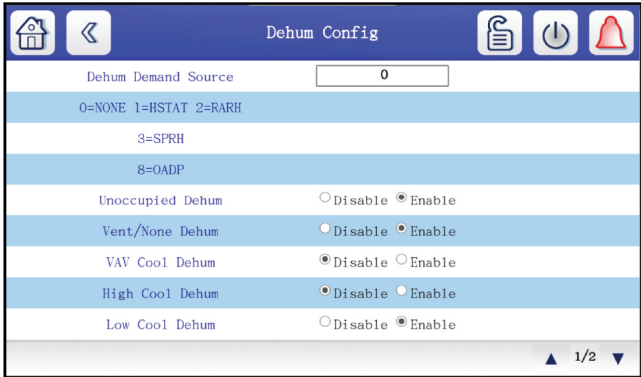 Dehum Config
Dehum Demand Source 0
0=NONE 1=HSTAT 2=RARH
3=SPRH
8=OADP
Unoccupied Dehum Disable Enable
Vent/None Dehum Disable Enable
VAV Cool Dehum Disable Enable
High Cool Dehum Disable Enable
Low Cool Dehum Disable Enable
1/2